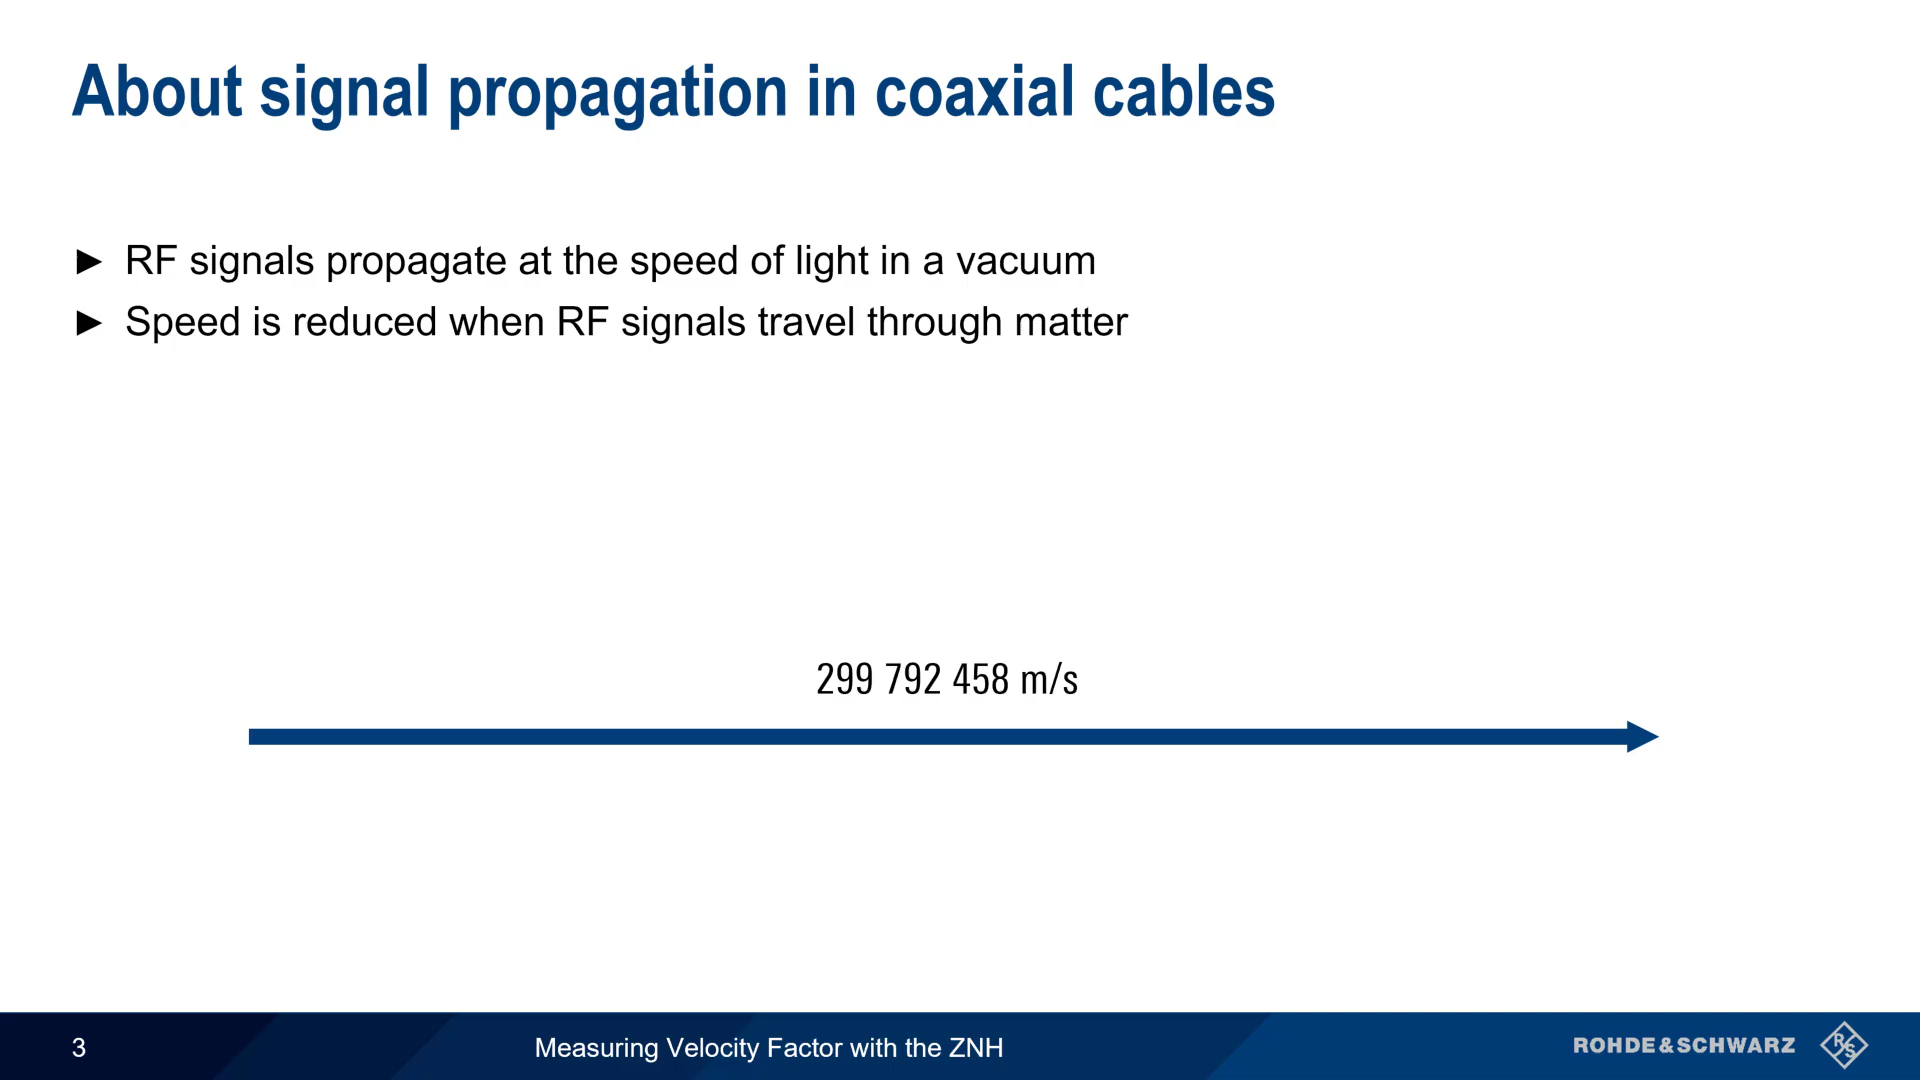 About signal propagation in coaxial cables
► RF signals propagate at the speed of light in a vacuum
► Speed is reduced when RF signals travel through matter
299 792 458 m/s
3
Measuring Velocity Factor with the ZNH
ROHDE&SCHWARZ
R S